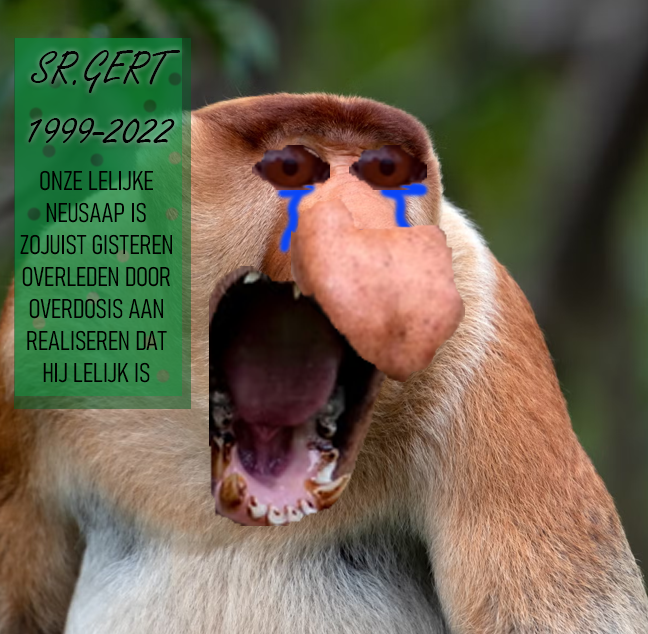 SR.GERT
1999-2022
ONZE LELIJKE
NEUSAAP IS
ZOJUIST GISTEREN
OVERLEDEN DOOR
OVERDOSIS AAN
REALISEREN DAT
HIJ LELIJK IS